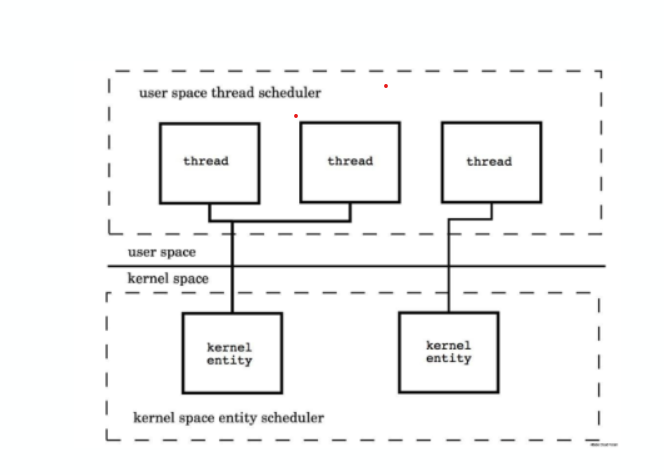 user space thread scheduler
thread
thread
thread
user space
kernel space
kernel
entity
kernel
entity
kernel space entity scheduler